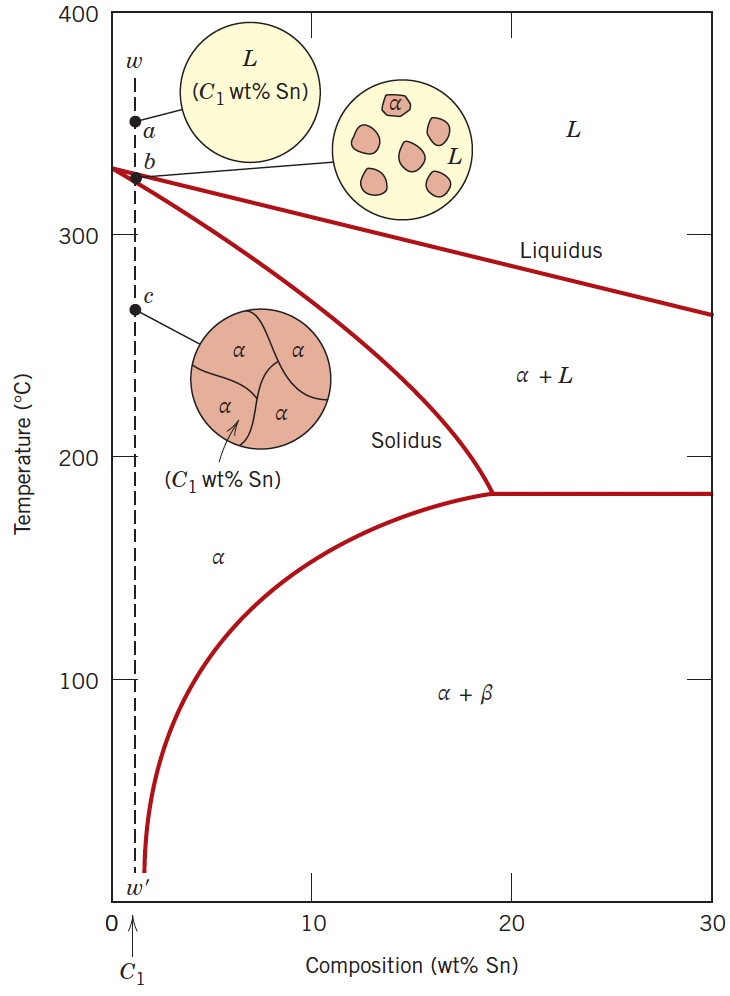 400
w
L
(C₁ wt% Sn)
a
α
L
L
b
300
Liquidus
c
α
α
α + L
α
α
Solidus
200
(C₁ wt% Sn)
Temperature (°C)
α
100
α + β
w′
0
10
20
30
C₁
Composition (wt% Sn)